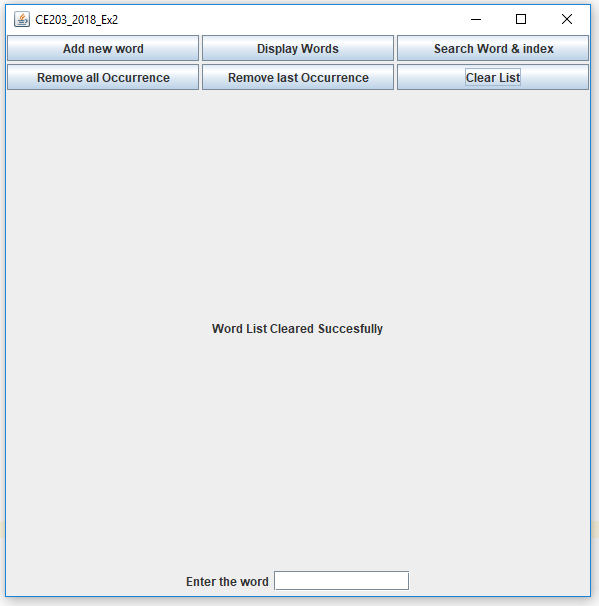 CE203_2018_Ex2
Add new word Display Words Search Word & index
Remove all Occurrence Remove last Occurrence Clear List
Word List Cleared Succesfully
Enter the word